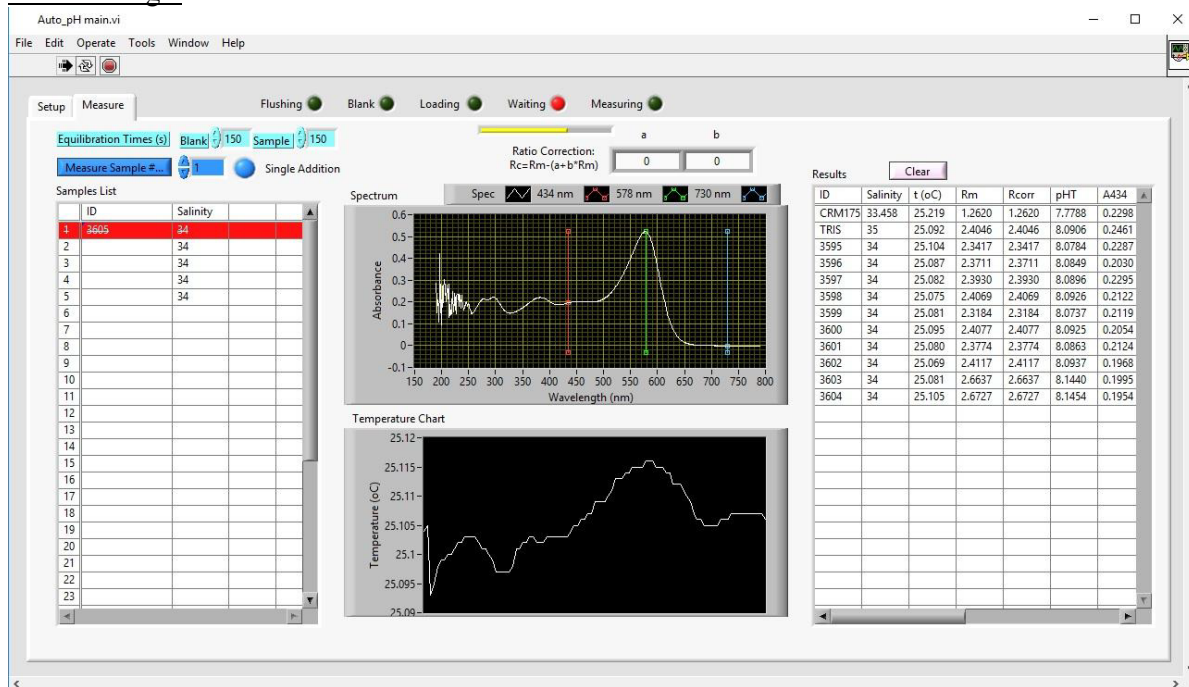 Auto_pH main.vi
File Edit Operate Tools Window Help
Setup Measure
Flushing Blank Loading Waiting Measuring
Equilibration Times (s) Blank 150 Sample 150
Measure Sample #... 1 Single Addition
Ratio Correction:
Rc=Rm-(a+b*Rm)
a b
0 0
Samples List
ID Salinity
1 3605 34
2 34
3 34
4 34
5 34
6
7
8
9
10
11
12
13
14
15
16
17
18
19
20
21
22
23
Spectrum
Spec 434 nm 578 nm 730 nm
Absorbance
0.6
0.5
0.4
0.3
0.2
0.1
0
-0.1
150 200 250 300 350 400 450 500 550 600 650 700 750 800
Wavelength (nm)
Temperature Chart
Temperature (oC)
25.12
25.115
25.11
25.105
25.1
25.095
25.09
Results Clear
ID Salinity t (oC) Rm Rcorr pHT A434
CRM175 33.458 25.219 1.2620 1.2620 7.7788 0.2298
TRIS 35 25.092 2.4046 2.4046 8.0906 0.2461
3595 34 25.104 2.3417 2.3417 8.0784 0.2287
3596 34 25.087 2.3711 2.3711 8.0849 0.2030
3597 34 25.082 2.3930 2.3930 8.0896 0.2295
3598 34 25.075 2.4069 2.4069 8.0926 0.2122
3599 34 25.081 2.3184 2.3184 8.0737 0.2119
3600 34 25.095 2.4077 2.4077 8.0925 0.2054
3601 34 25.080 2.3774 2.3774 8.0863 0.2124
3602 34 25.069 2.4117 2.4117 8.0937 0.1968
3603 34 25.081 2.6637 2.6637 8.1440 0.1995
3604 34 25.105 2.6727 2.6727 8.1454 0.1954